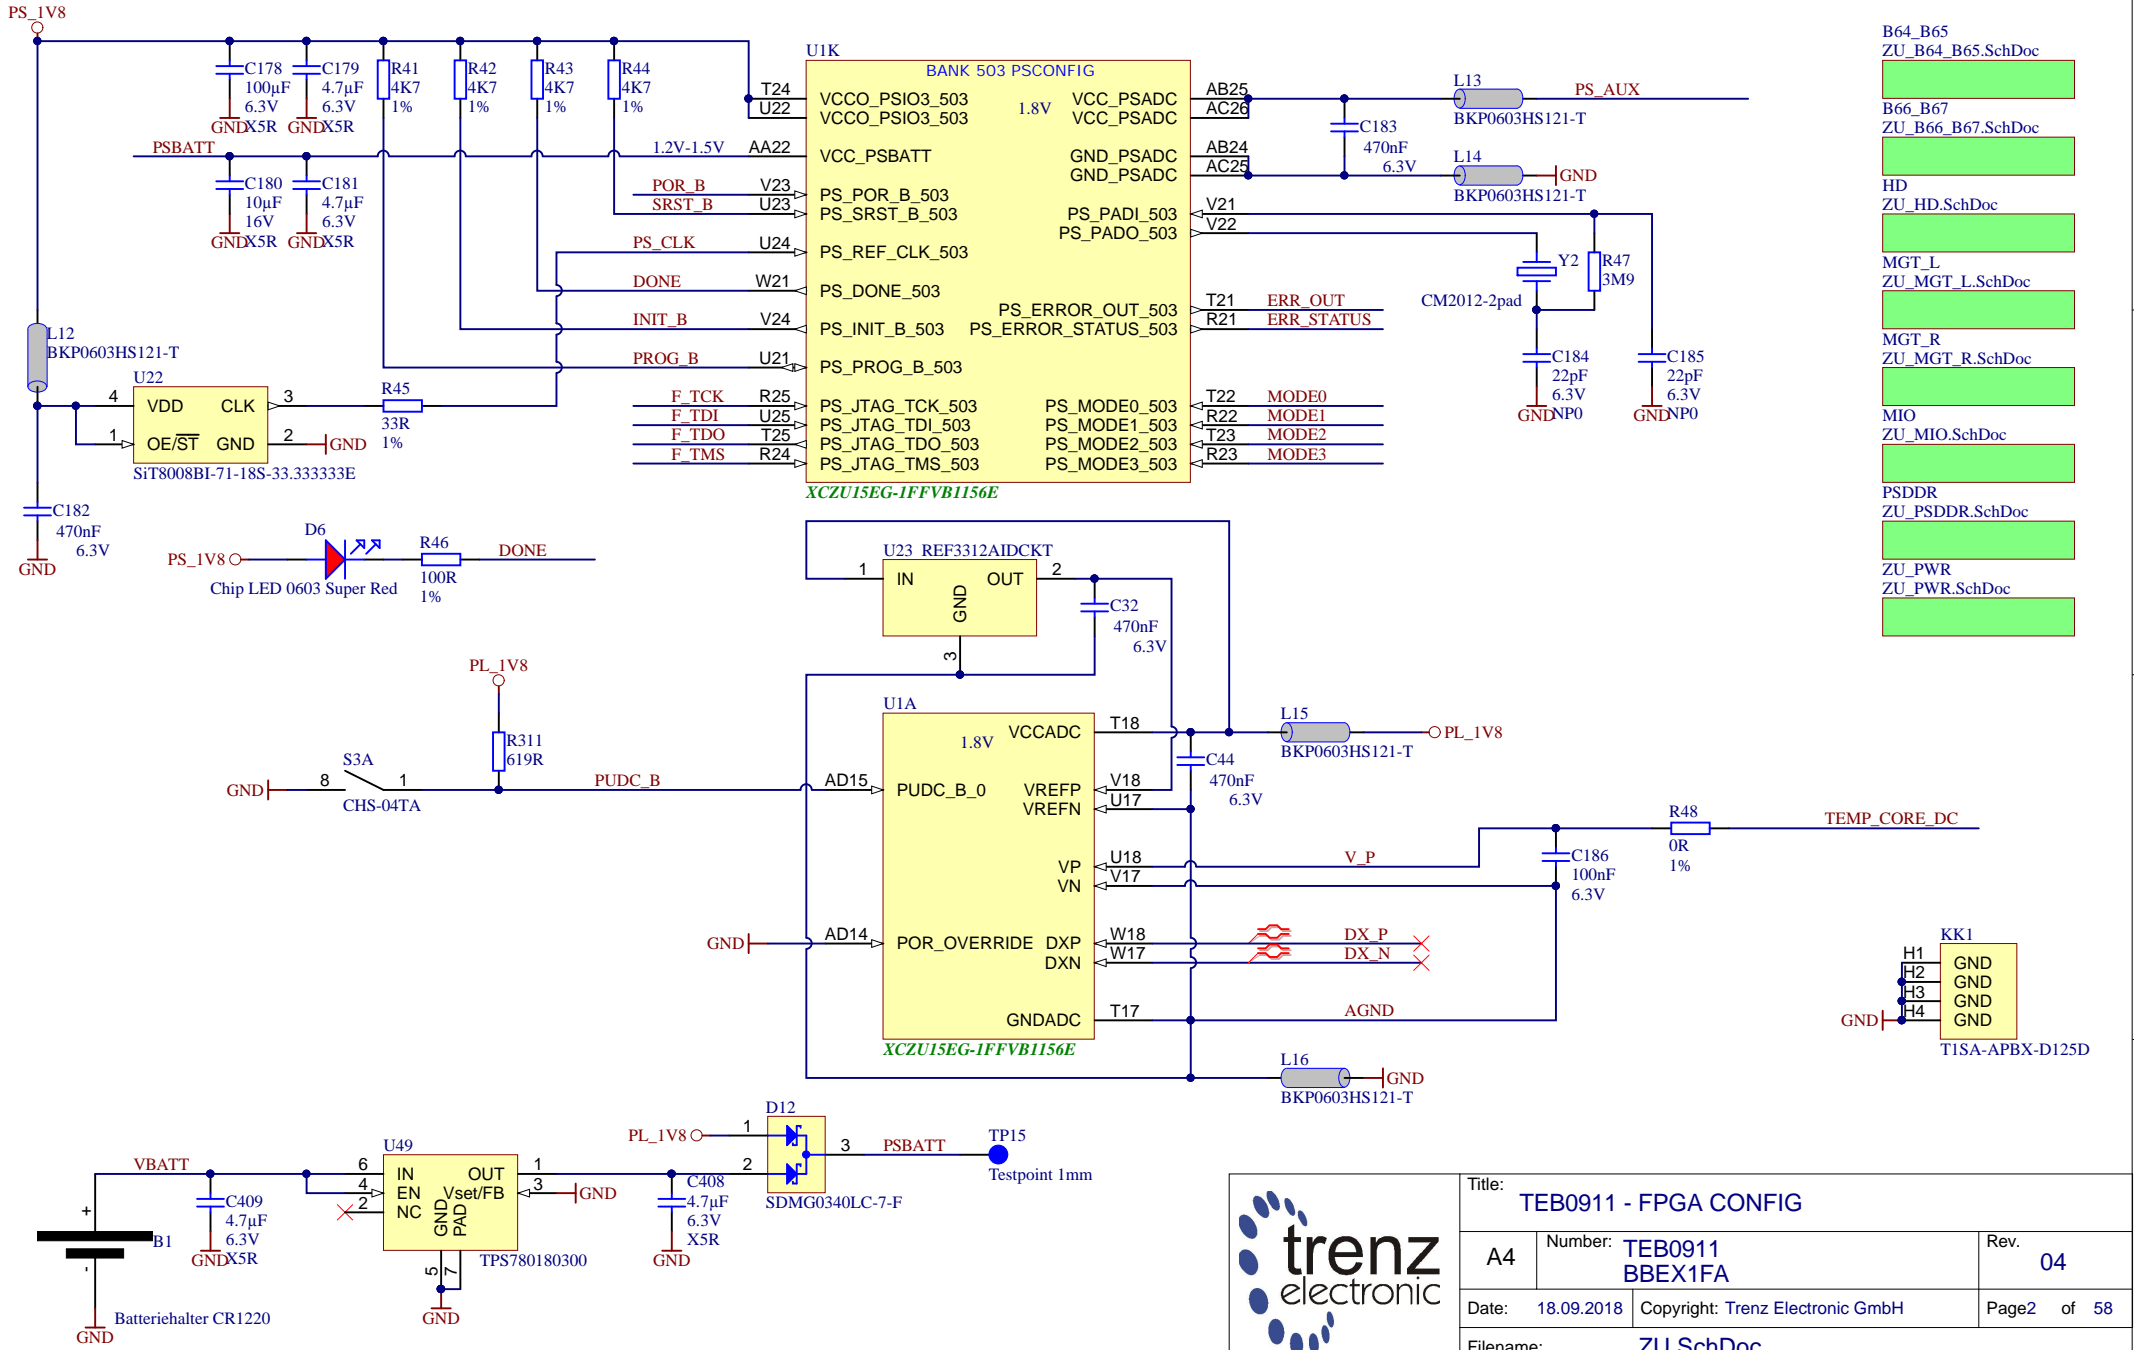 PS_1V8
C178
100µF
6.3V
X5R
GND
C179
4.7µF
6.3V
X5R
GND
R41
4K7
1%
R42
4K7
1%
R43
4K7
1%
R44
4K7
1%
PSBATT
1.2V-1.5V
C180
10µF
16V
X5R
GND
C181
4.7µF
6.3V
X5R
GND
POR_B
SRST_B
PS_CLK
DONE
INIT_B
PROG_B
F_TCK
F_TDI
F_TDO
F_TMS
U1K
BANK 503 PSCONFIG
1.8V
T24 VCCO_PSIO3_503
U22 VCCO_PSIO3_503
AA22 VCC_PSBATT
V23 PS_POR_B_503
U23 PS_SRST_B_503
U24 PS_REF_CLK_503
W21 PS_DONE_503
V24 PS_INIT_B_503
U21 PS_PROG_B_503
R25 PS_JTAG_TCK_503
U25 PS_JTAG_TDI_503
T25 PS_JTAG_TDO_503
R24 PS_JTAG_TMS_503
VCC_PSADC AB25
VCC_PSADC AC26
GND_PSADC AB24
GND_PSADC AC25
PS_PADI_503 V21
PS_PADO_503 V22
PS_ERROR_OUT_503 T21 ERR_OUT
PS_ERROR_STATUS_503 R21 ERR_STATUS
PS_MODE0_503 T22 MODE0
PS_MODE1_503 R22 MODE1
PS_MODE2_503 T23 MODE2
PS_MODE3_503 R23 MODE3
XCZU15EG-1FFVB1156E
C183
470nF
6.3V
L13
BKP0603HS121-T
PS_AUX
L14
BKP0603HS121-T
GND
Y2
CM2012-2pad
R47
3M9
C184
22pF
6.3V
NP0
GND
C185
22pF
6.3V
NP0
GND
B64_B65
ZU_B64_B65.SchDoc
B66_B67
ZU_B66_B67.SchDoc
HD
ZU_HD.SchDoc
MGT_L
ZU_MGT_L.SchDoc
MGT_R
ZU_MGT_R.SchDoc
MIO
ZU_MIO.SchDoc
PSDDR
ZU_PSDDR.SchDoc
ZU_PWR
ZU_PWR.SchDoc
L12
BKP0603HS121-T
U22
4 VDD CLK 3
1 OE/ST GND 2 GND
SiT8008BI-71-18S-33.333333E
R45
33R
1%
C182
470nF
6.3V
GND
PS_1V8
D6
Chip LED 0603 Super Red
R46
100R
1%
DONE
U23 REF3312AIDCKT
1 IN OUT 2
GND
3
C32
470nF
6.3V
PL_1V8
R311
619R
GND
8
S3A
1
CHS-04TA
PUDC_B
U1A
1.8V
AD15 PUDC_B_0
AD14 POR_OVERRIDE
GND
VCCADC T18
VREFP V18
VREFN U17
VP U18
VN V17
DXP W18
DXN W17
GNDADC T17
XCZU15EG-1FFVB1156E
C44
470nF
6.3V
L15
BKP0603HS121-T
PL_1V8
V_P
C186
100nF
6.3V
R48
0R
1%
TEMP_CORE_DC
DX_P
DX_N
AGND
L16
BKP0603HS121-T
GND
KK1
H1 GND
H2 GND
H3 GND
H4 GND
GND
T1SA-APBX-D125D
VBATT
+
-
B1
Batteriehalter CR1220
GND
C409
4.7µF
6.3V
X5R
GND
U49
6 IN OUT 1
4 EN Vset/FB 3 GND
2 NC
GND
PAD
5
7
GND
TPS780180300
C408
4.7µF
6.3V
X5R
GND
PL_1V8
D12
1
2
3
SDMG0340LC-7-F
PSBATT
TP15
Testpoint 1mm
trenz
electronic
Title:
TEB0911 - FPGA CONFIG
A4
Number: TEB0911
BBEX1FA
Rev.
04
Date: 18.09.2018
Copyright: Trenz Electronic GmbH
Page2 of 58
Filename: ZU.SchDoc